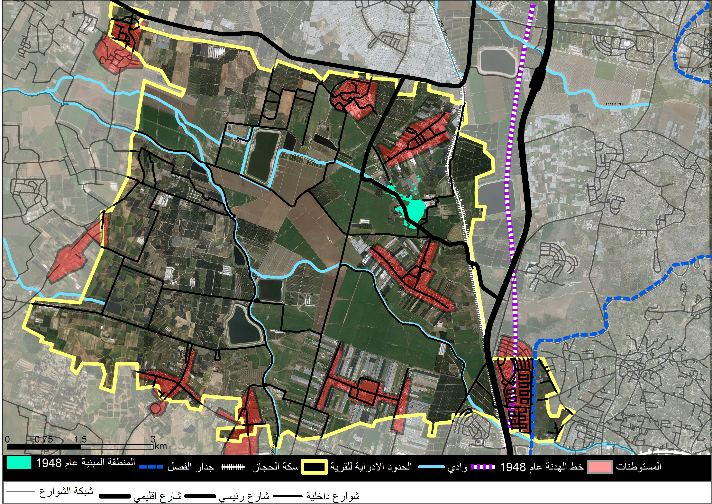 0 0.75 1.5 3
km
المستوطنات خط الهدنة عام 1948 وادي الحدود الادراية للقرية سكة الحجاز جدار الفصل المنطقة المبنية عام 1948
شوارع داخلية شارع رئيسي شارع اقليمي شبكة الشوارع